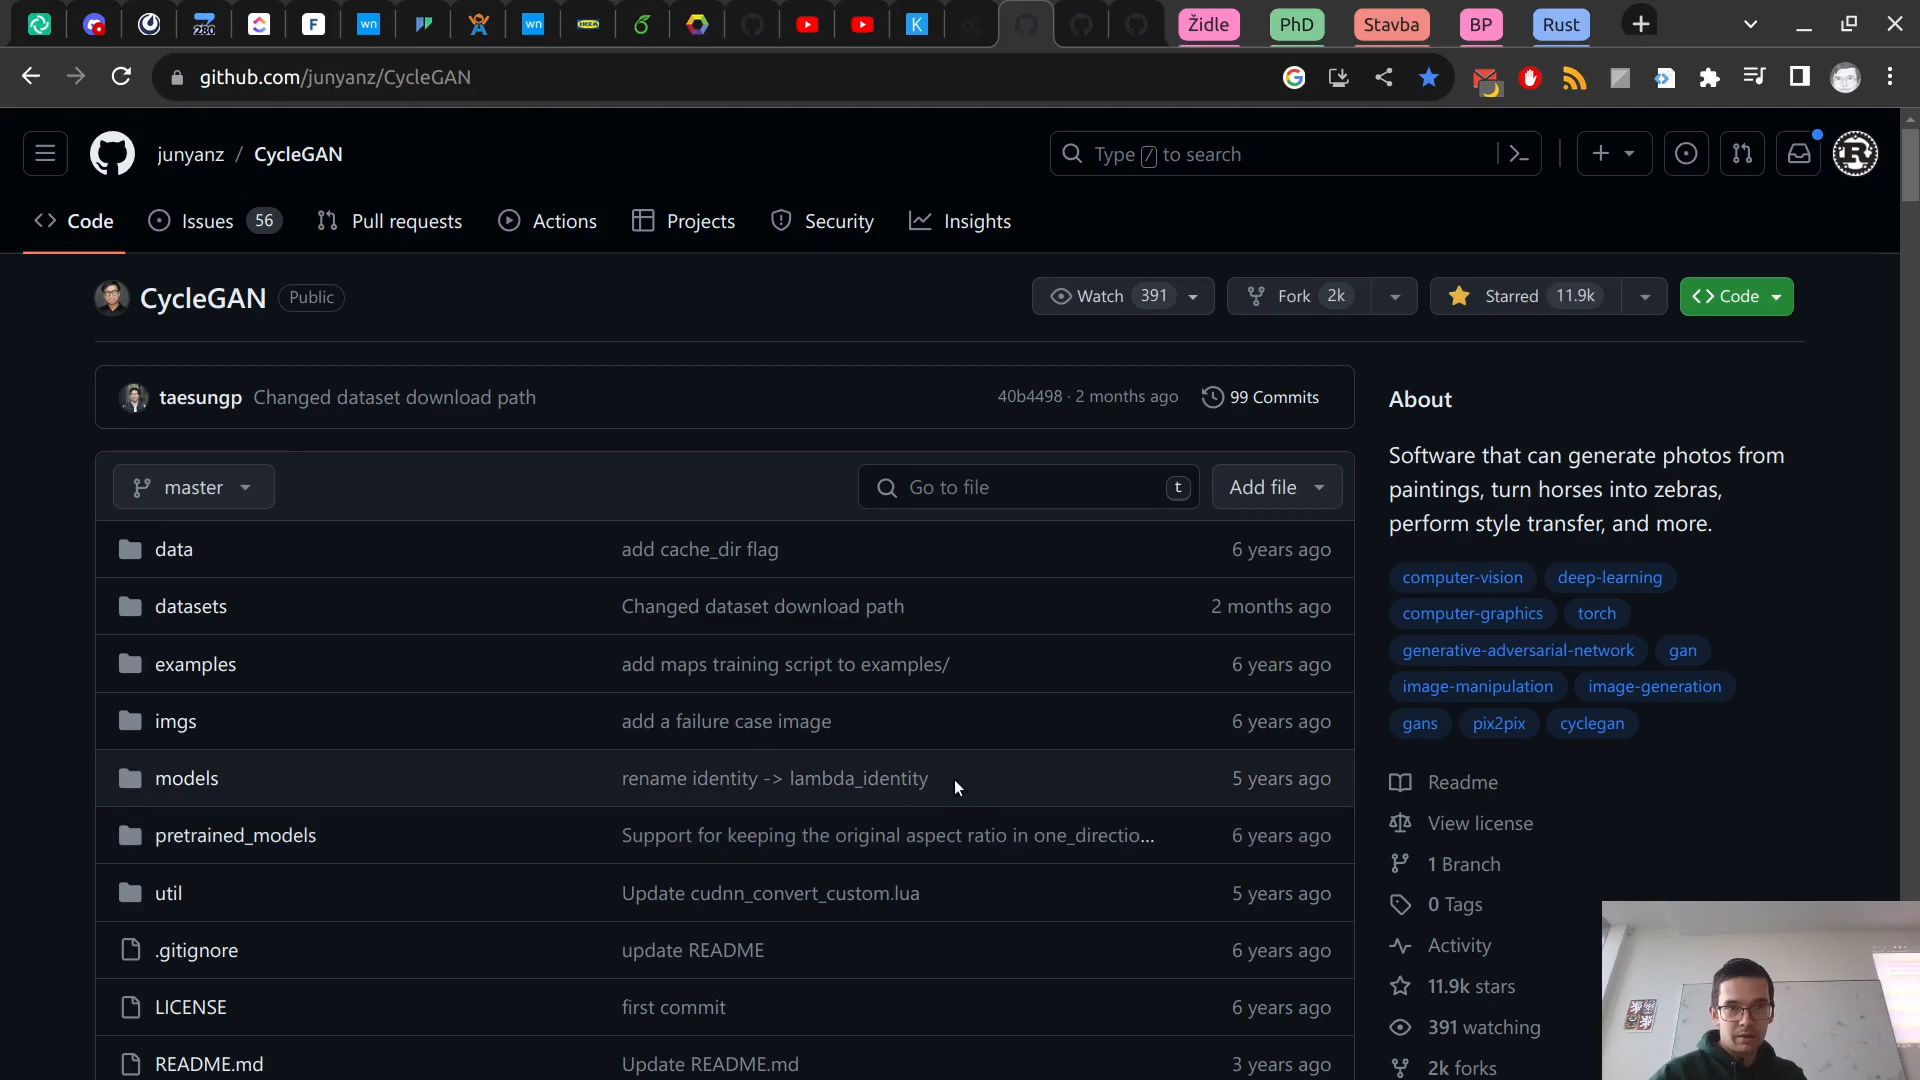 280
F
wn
wn
IKEA
K
Židle
PhD
Stavba
BP
Rust
github.com/junyanz/CycleGAN
junyanz / CycleGAN
Type / to search
Code
Issues 56
Pull requests
Actions
Projects
Security
Insights
CycleGAN Public
Watch 391
Fork 2k
Starred 11.9k
Code
taesungp Changed dataset download path 40b4498 · 2 months ago 99 Commits
master
Go to file t
Add file
data add cache_dir flag 6 years ago
datasets Changed dataset download path 2 months ago
examples add maps training script to examples/ 6 years ago
imgs add a failure case image 6 years ago
models rename identity -> lambda_identity 5 years ago
pretrained_models Support for keeping the original aspect ratio in one_directio... 6 years ago
util Update cudnn_convert_custom.lua 5 years ago
.gitignore update README 6 years ago
LICENSE first commit 6 years ago
README.md Update README.md 3 years ago
About
Software that can generate photos from
paintings, turn horses into zebras,
perform style transfer, and more.
computer-vision deep-learning
computer-graphics torch
generative-adversarial-network gan
image-manipulation image-generation
gans pix2pix cyclegan
Readme
View license
1 Branch
0 Tags
Activity
11.9k stars
391 watching
2k forks